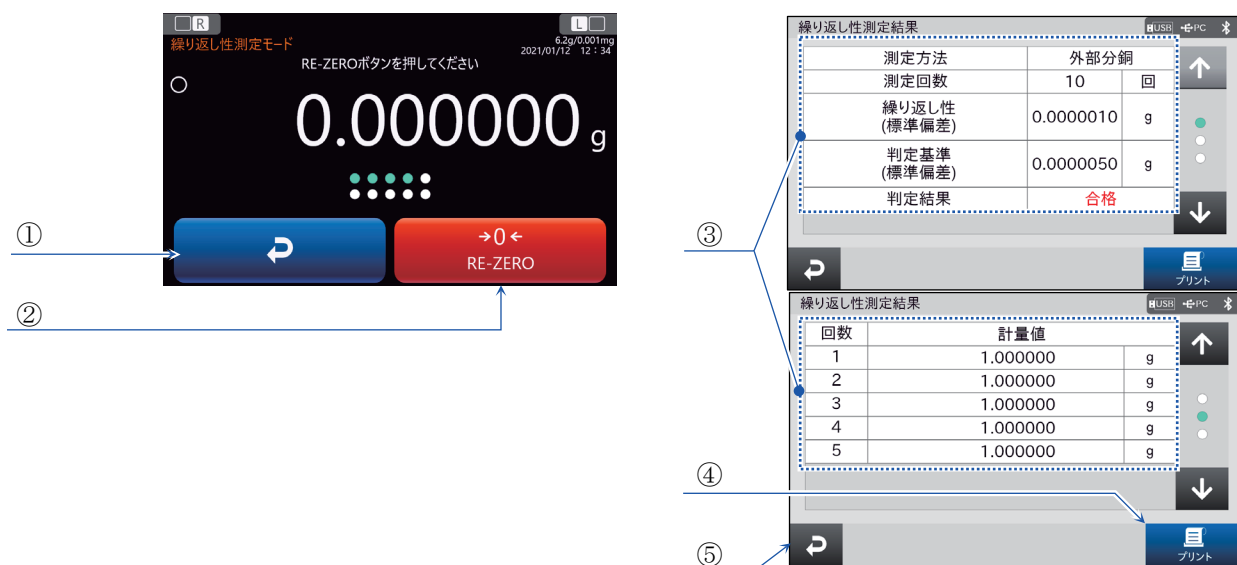 R
L
繰り返し性測定モード
6.2g/0.001mg
2021/01/12 12：34
RE-ZEROボタンを押してください
0.000000 g
→0←
RE-ZERO
①
②
繰り返し性測定結果
USB PC
測定方法 外部分銅
測定回数 10 回
繰り返し性
(標準偏差) 0.0000010 g
判定基準
(標準偏差) 0.0000050 g
判定結果 合格
プリント
③
繰り返し性測定結果
USB PC
回数 計量値
1 1.000000 g
2 1.000000 g
3 1.000000 g
4 1.000000 g
5 1.000000 g
プリント
④
⑤